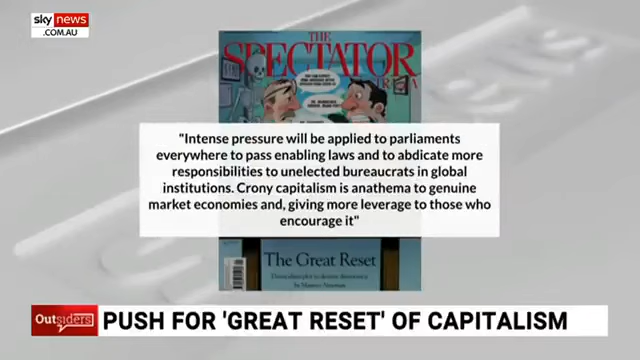 sky news
.COM.AU
THE
SPECTATOR
"Intense pressure will be applied to parliaments
everywhere to pass enabling laws and to abdicate more
responsibilities to unelected bureaucrats in global
institutions. Crony capitalism is anathema to genuine
market economies and, giving more leverage to those who
encourage it"
The Great Reset
Outsiders
PUSH FOR 'GREAT RESET' OF CAPITALISM